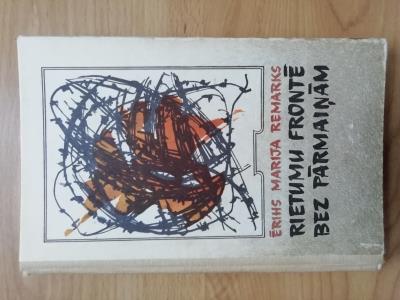 ĒRIHS MARIJA REMARKS
RIETUMU FRONTĒ
BEZ PĀRMAIŅĀM